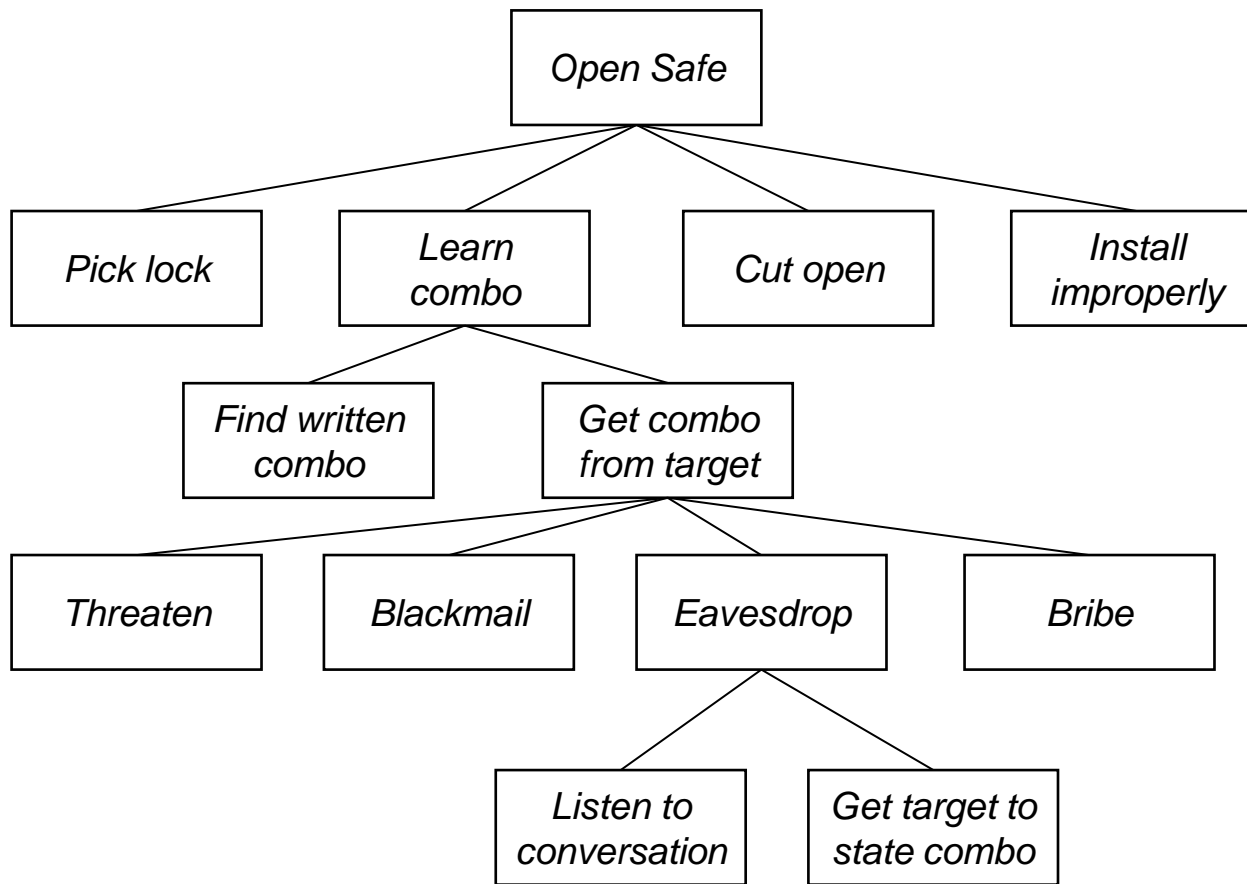 Open Safe
Pick lock
Learn
combo
Cut open
Install
improperly
Find written
combo
Get combo
from target
Threaten
Blackmail
Eavesdrop
Bribe
Listen to
conversation
Get target to
state combo